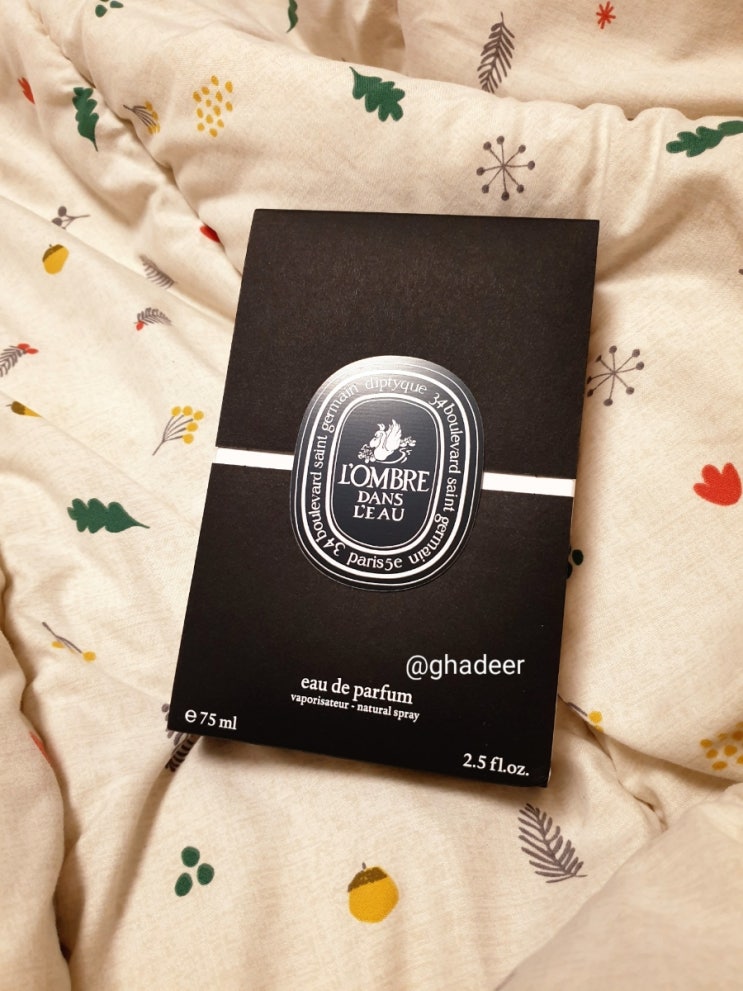 diptyque 34 boulevard saint germain paris5e 34 boulevard saint germain
L'OMBRE
DANS
L'EAU
@ghadeer
eau de parfum
vaporisateur - natural spray
℮ 75 ml
2.5 fl.oz.